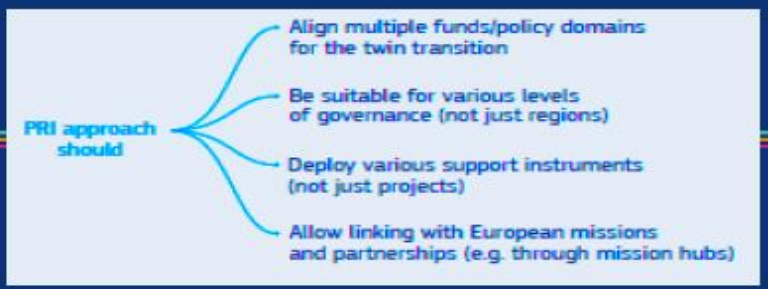 PRI approach
should
Align multiple funds/policy domains
for the twin transition
Be suitable for various levels
of governance (not just regions)
Deploy various support instruments
(not just projects)
Allow linking with European missions
and partnerships (e.g. through mission hubs)